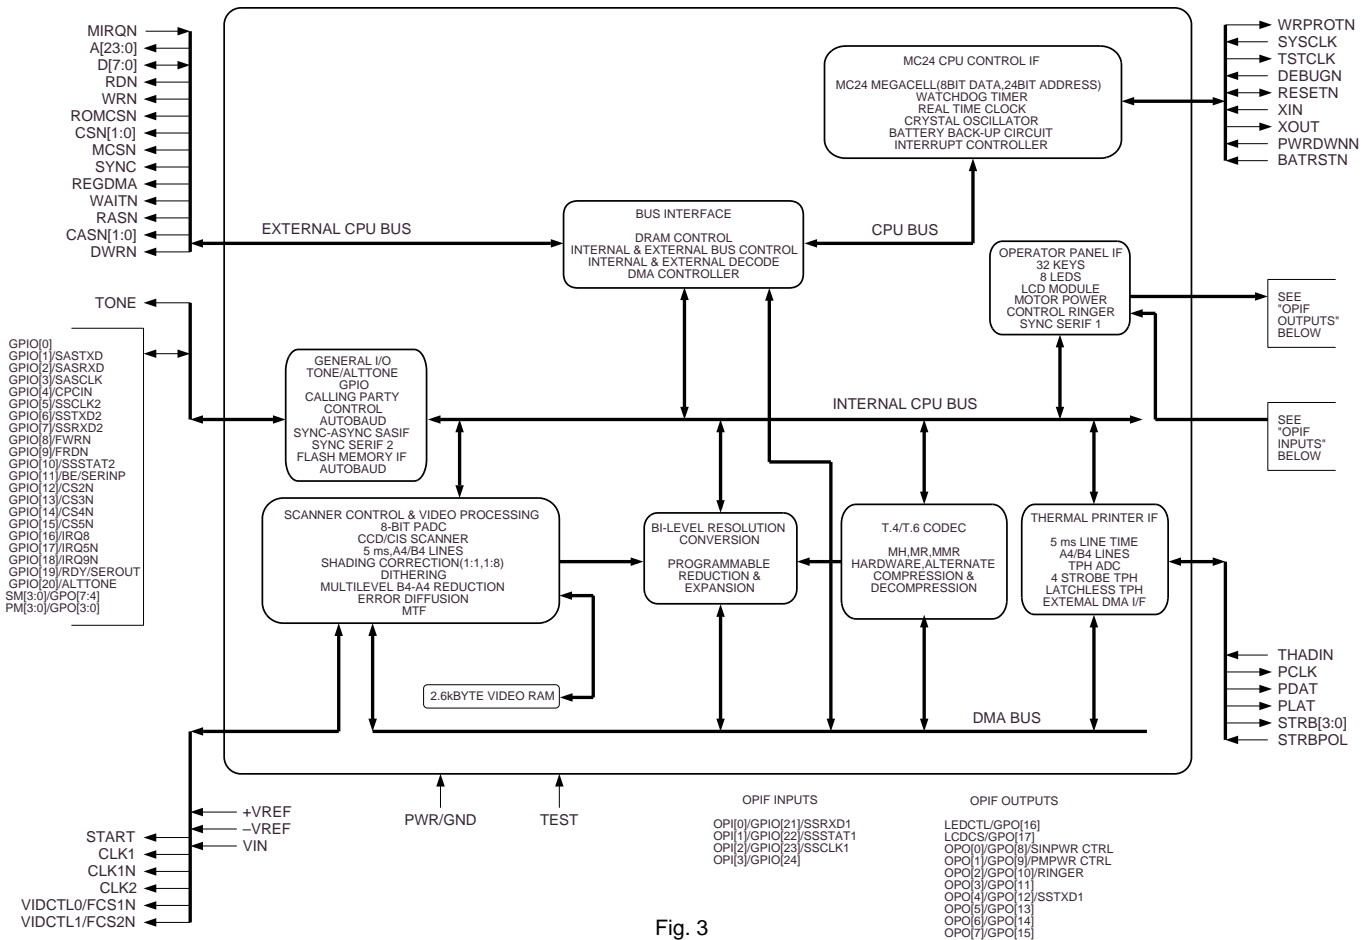 MIRQN
A[23:0]
D[7:0]
RDN
WRN
ROMCSN
CSN[1:0]
MCSN
SYNC
REGDMA
WAITN
RASN
CASN[1:0]
DWRN
EXTERNAL CPU BUS
BUS INTERFACE
DRAM CONTROL
INTERNAL & EXTERNAL BUS CONTROL
INTERNAL & EXTERNAL DECODE
DMA CONTROLLER
CPU BUS
MC24 CPU CONTROL IF
MC24 MEGACELL(8BIT DATA,24BIT ADDRESS)
WATCHDOG TIMER
REAL TIME CLOCK
CRYSTAL OSCILLATOR
BATTERY BACK-UP CIRCUIT
INTERRUPT CONTROLLER
WRPROTN
SYSCLK
TSTCLK
DEBUGN
RESETN
XIN
XOUT
PWRDWNN
BATRSTN
OPERATOR PANEL IF
32 KEYS
8 LEDS
LCD MODULE
MOTOR POWER
CONTROL RINGER
SYNC SERIF 1
SEE
"OPIF
OUTPUTS"
BELOW
SEE
"OPIF
INPUTS"
BELOW
TONE
GPIO[0]
GPIO[1]/SASTXD
GPIO[2]/SASRXD
GPIO[3]/SASCLK
GPIO[4]/CPCIN
GPIO[5]/SSCLK2
GPIO[6]/SSTXD2
GPIO[7]/SSRXD2
GPIO[8]/FWRN
GPIO[9]/FRDN
GPIO[10]/SSSTAT2
GPIO[11]/BE/SERINP
GPIO[12]/CS2N
GPIO[13]/CS3N
GPIO[14]/CS4N
GPIO[15]/CS5N
GPIO[16]/IRQ8
GPIO[17]/IRQ5N
GPIO[18]/IRQ9N
GPIO[19]/RDY/SEROUT
GPIO[20]/ALTTONE
SM[3:0]/GPO[7:4]
PM[3:0]/GPO[3:0]
GENERAL I/O
TONE/ALTTONE
GPIO
CALLING PARTY
CONTROL
AUTOBAUD
SYNC-ASYNC SASIF
SYNC SERIF 2
FLASH MEMORY IF
AUTOBAUD
INTERNAL CPU BUS
SCANNER CONTROL & VIDEO PROCESSING
8-BIT PADC
CCD/CIS SCANNER
5 ms,A4/B4 LINES
SHADING CORRECTION(1:1,1:8)
DITHERING
MULTILEVEL B4-A4 REDUCTION
ERROR DIFFUSION
MTF
BI-LEVEL RESOLUTION
CONVERSION
PROGRAMMABLE
REDUCTION &
EXPANSION
T.4/T.6 CODEC
MH,MR,MMR
HARDWARE,ALTERNATE
COMPRESSION &
DECOMPRESSION
THERMAL PRINTER IF
5 ms LINE TIME
A4/B4 LINES
TPH ADC
4 STROBE TPH
LATCHLESS TPH
EXTEMAL DMA I/F
2.6kBYTE VIDEO RAM
DMA BUS
THADIN
PCLK
PDAT
PLAT
STRB[3:0]
STRBPOL
+VREF
–VREF
VIN
START
CLK1
CLK1N
CLK2
VIDCTL0/FCS1N
VIDCTL1/FCS2N
PWR/GND
TEST
OPIF INPUTS
OPI[0]/GPIO[21]/SSRXD1
OPI[1]/GPIO[22]/SSSTAT1
OPI[2]/GPIO[23]/SSCLK1
OPI[3]/GPIO[24]
OPIF OUTPUTS
LEDCTL/GPO[16]
LCDCS/GPO[17]
OPO[0]/GPO[8]/SINPWR CTRL
OPO[1]/GPO[9]/PMPWR CTRL
OPO[2]/GPO[10]/RINGER
OPO[3]/GPO[11]
OPO[4]/GPO[12]/SSTXD1
OPO[5]/GPO[13]
OPO[6]/GPO[14]
OPO[7]/GPO[15]
Fig. 3